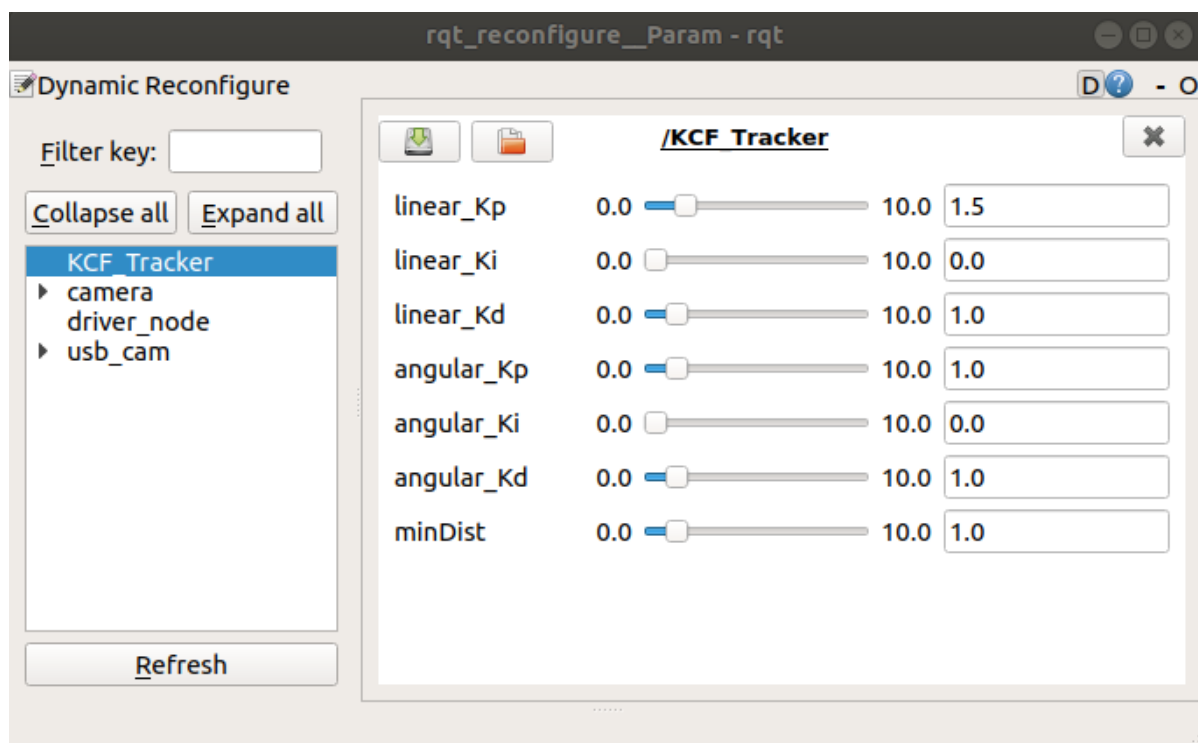 rqt_reconfigure__Param - rqt
Dynamic Reconfigure
D ? - O
Filter key:
Collapse all Expand all
KCF_Tracker
camera
driver_node
usb_cam
Refresh
/KCF_Tracker
linear_Kp 0.0 10.0 1.5
linear_Ki 0.0 10.0 0.0
linear_Kd 0.0 10.0 1.0
angular_Kp 0.0 10.0 1.0
angular_Ki 0.0 10.0 0.0
angular_Kd 0.0 10.0 1.0
minDist 0.0 10.0 1.0